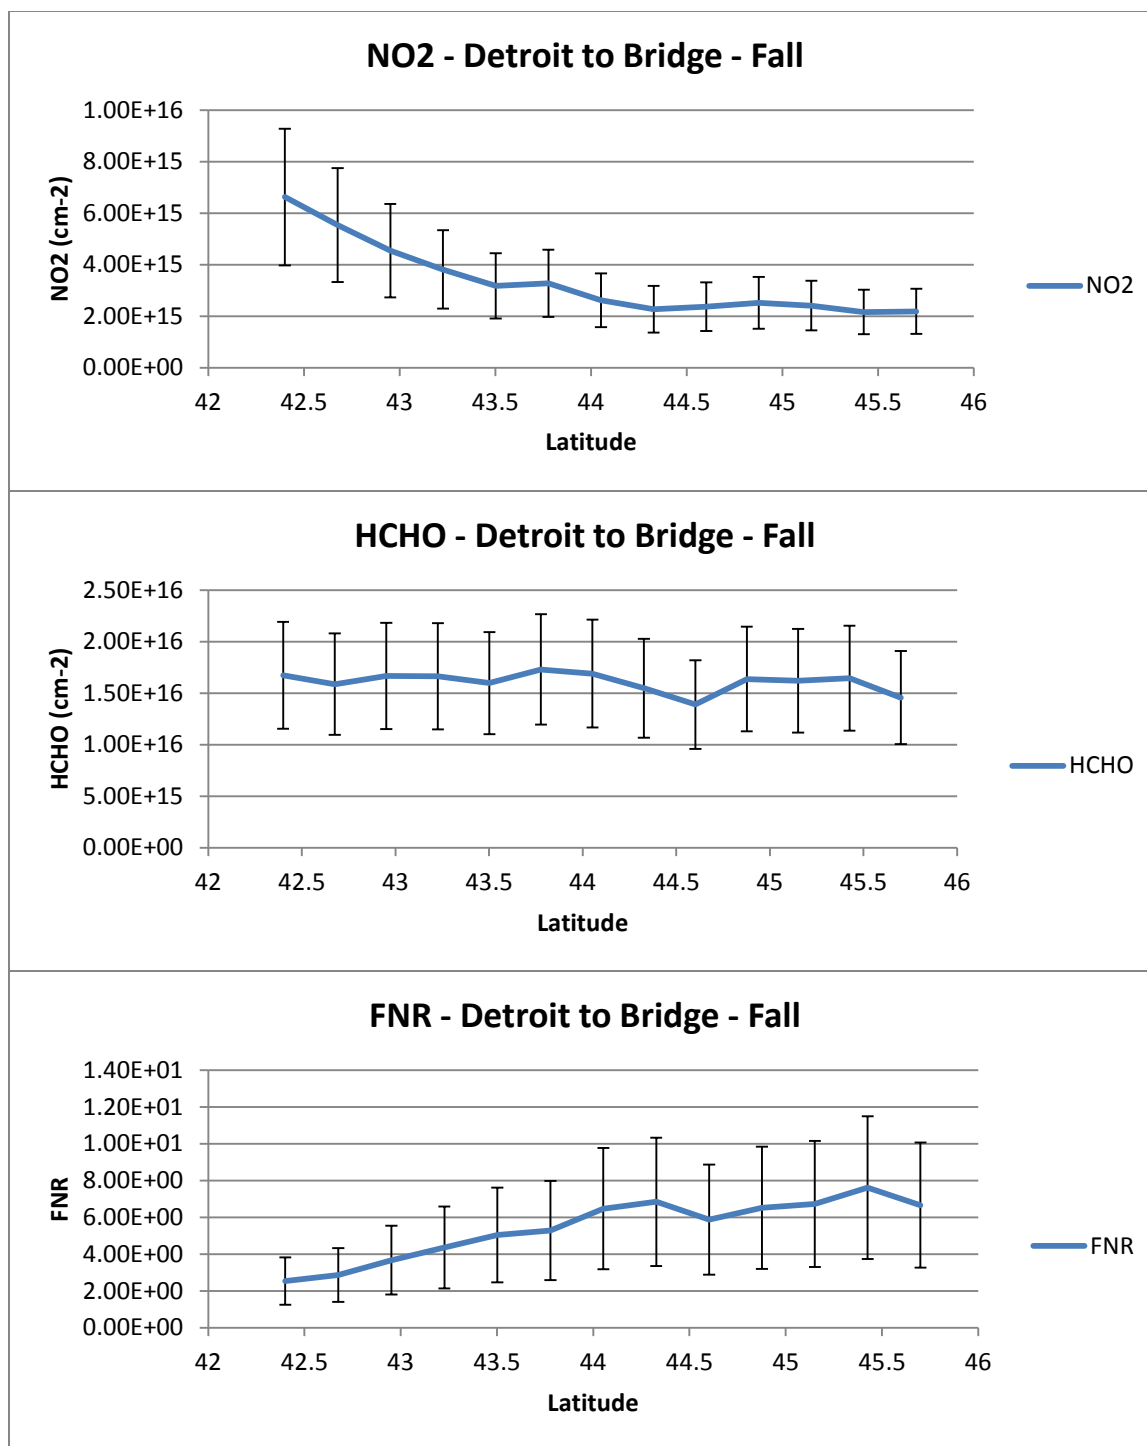 NO2 - Detroit to Bridge - Fall
1.00E+16
8.00E+15
6.00E+15
4.00E+15
2.00E+15
0.00E+00
NO2 (cm-2)
42 42.5 43 43.5 44 44.5 45 45.5 46
Latitude
NO2
HCHO - Detroit to Bridge - Fall
2.50E+16
2.00E+16
1.50E+16
1.00E+16
5.00E+15
0.00E+00
HCHO (cm-2)
42 42.5 43 43.5 44 44.5 45 45.5 46
Latitude
HCHO
FNR - Detroit to Bridge - Fall
1.40E+01
1.20E+01
1.00E+01
8.00E+00
6.00E+00
4.00E+00
2.00E+00
0.00E+00
FNR
42 42.5 43 43.5 44 44.5 45 45.5 46
Latitude
FNR